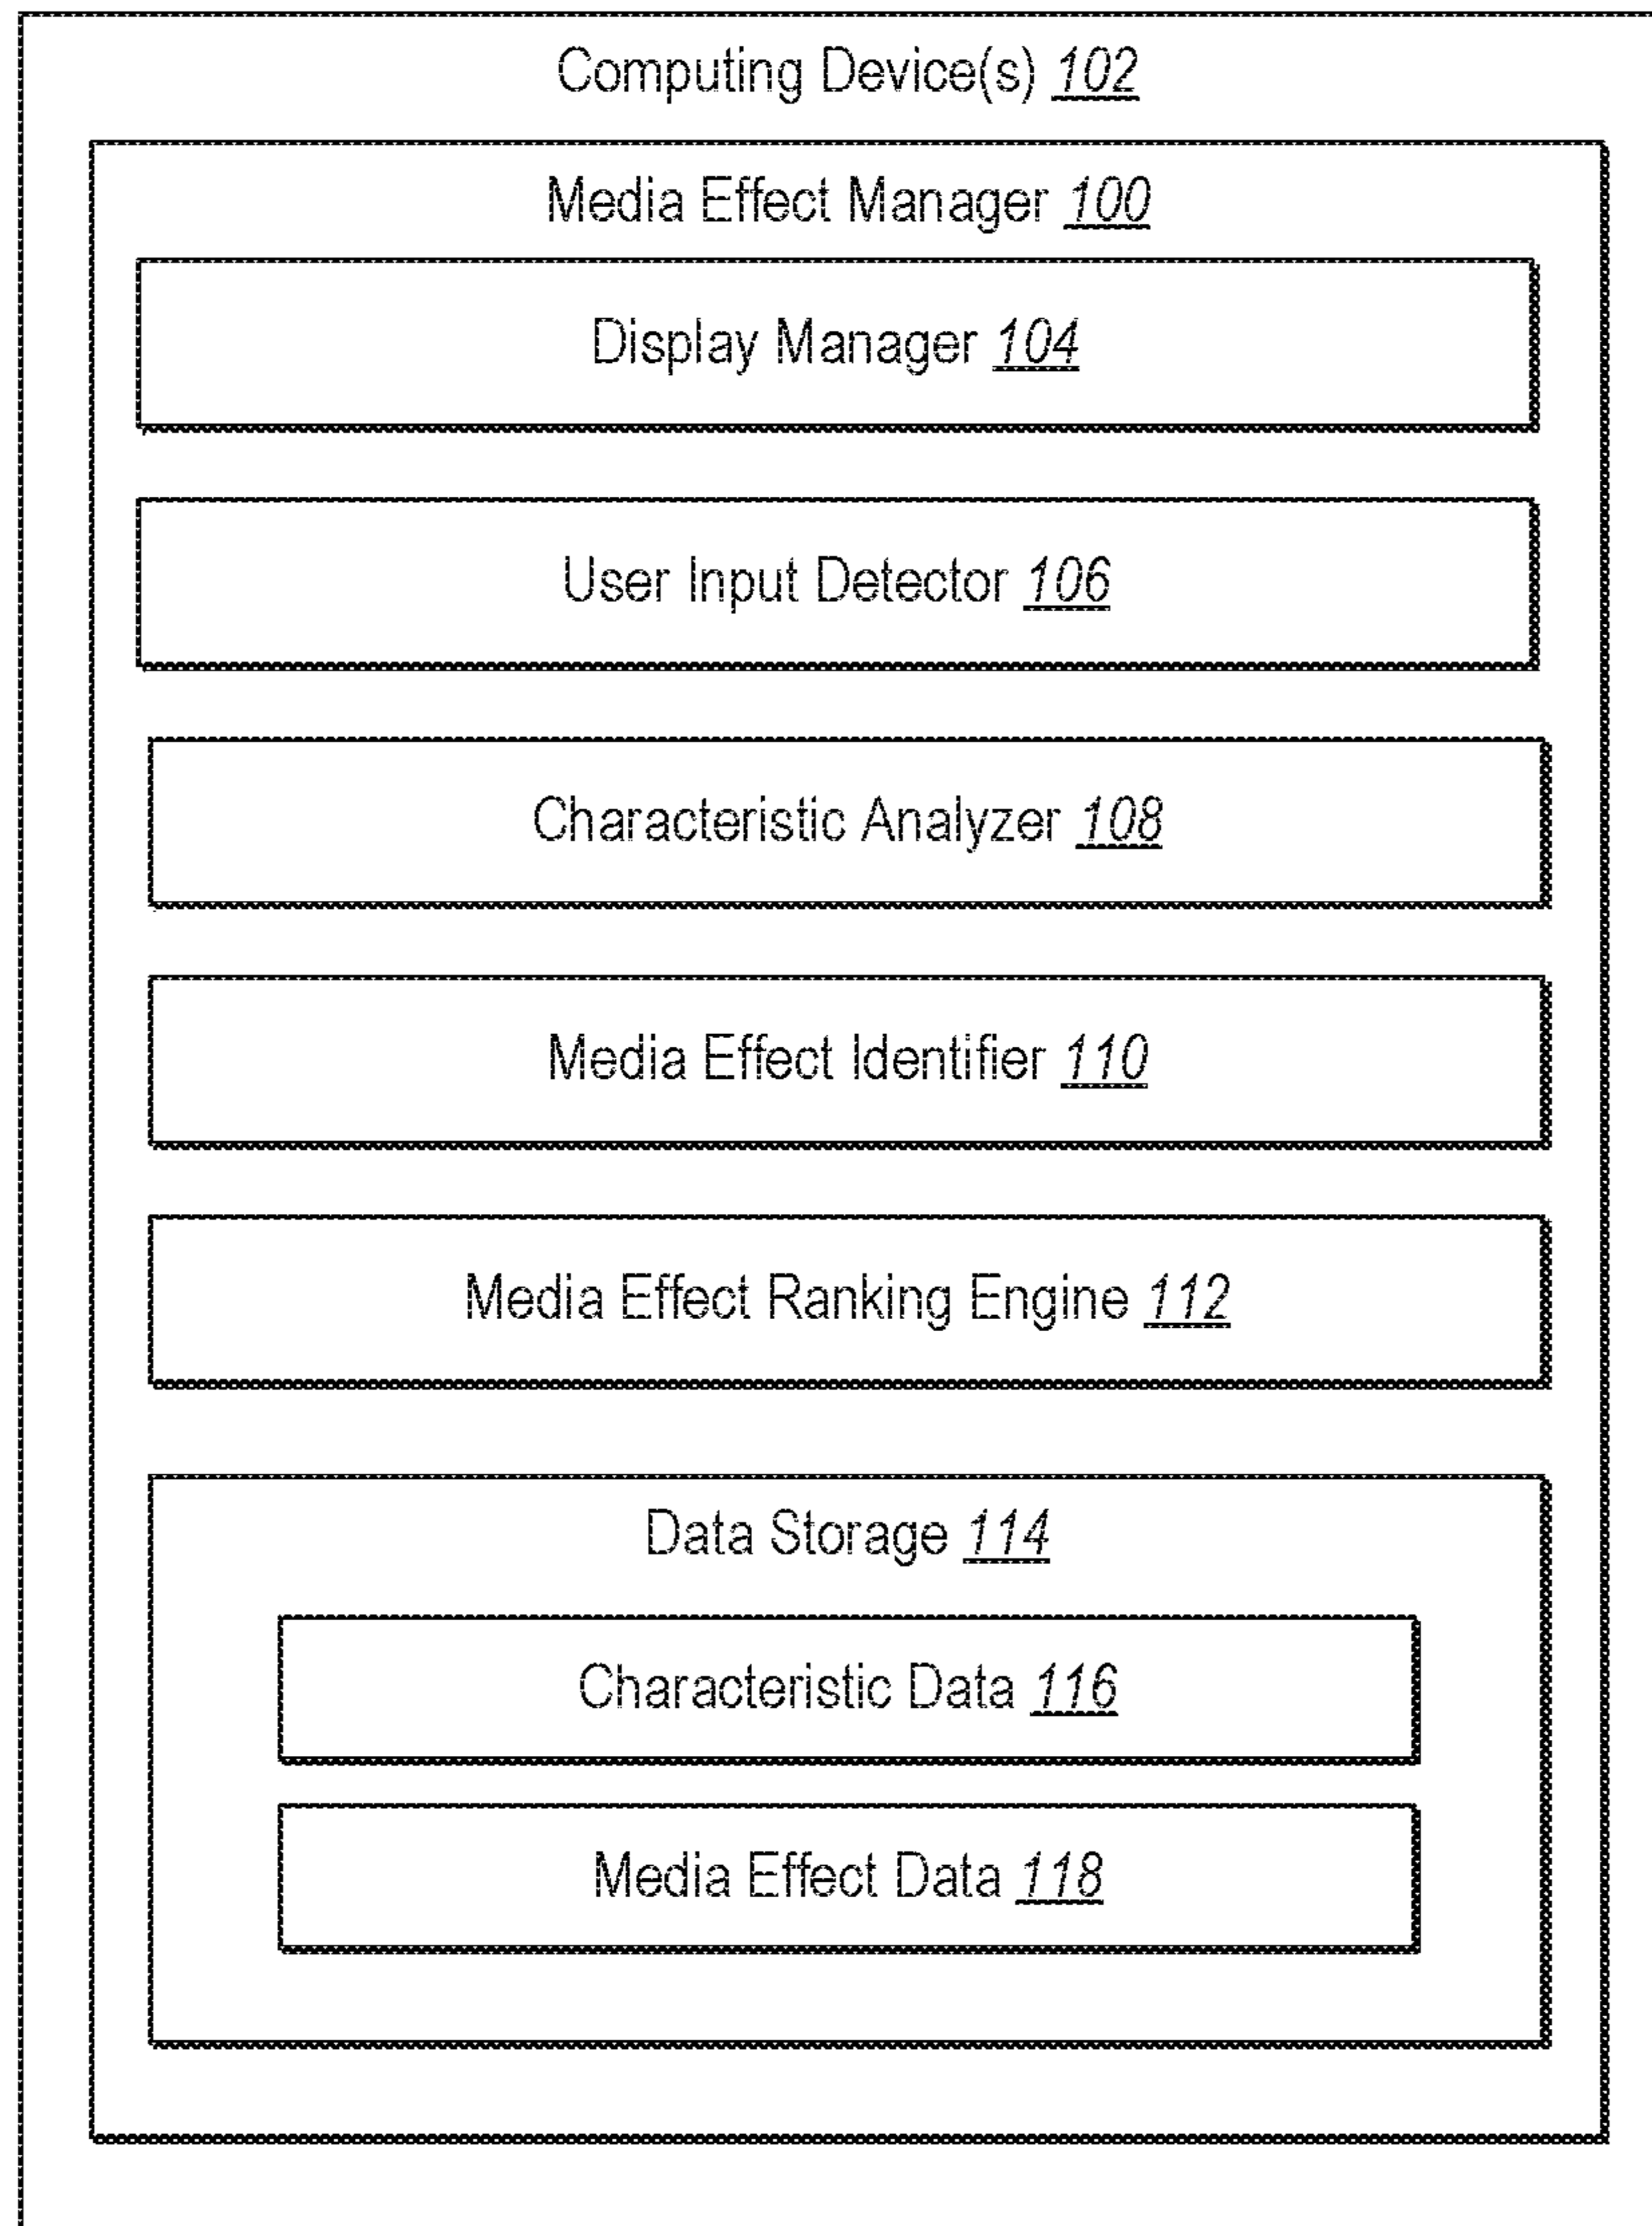 Computing Device(s) 102
Media Effect Manager 100
Display Manager 104
User Input Detector 106
Characteristic Analyzer 108
Media Effect Identifier 110
Media Effect Ranking Engine 112
Data Storage 114
Characteristic Data 116
Media Effect Data 118